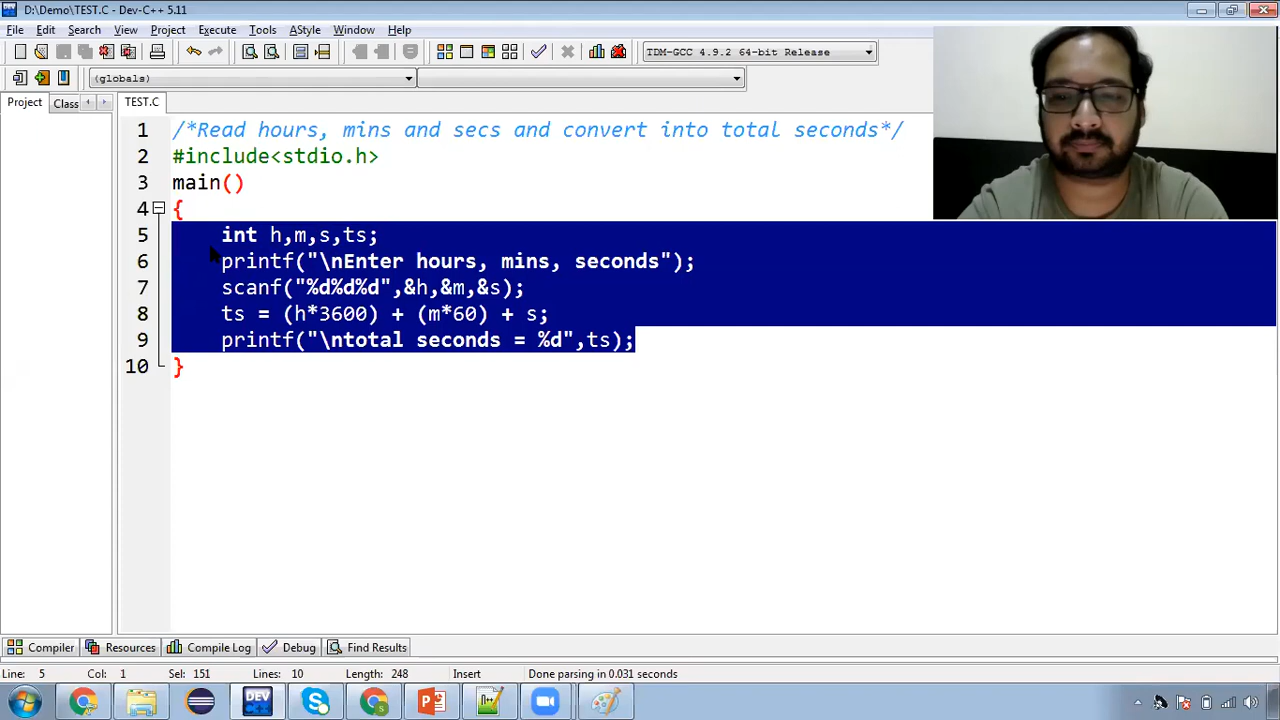 D:\Demo\TEST.C - Dev-C++ 5.11
File Edit Search View Project Execute Tools AStyle Window Help
TDM-GCC 4.9.2 64-bit Release
(globals)
Project Class TEST.C
1 /*Read hours, mins and secs and convert into total seconds*/
2 #include<stdio.h>
3 main()
4 {
5 int h,m,s,ts;
6 printf("\nEnter hours, mins, seconds");
7 scanf("%d%d%d",&h,&m,&s);
8 ts = (h*3600) + (m*60) + s;
9 printf("\ntotal seconds = %d",ts);
10 }
Compiler Resources Compile Log Debug Find Results
Line: 5 Col: 1 Sel: 151 Lines: 10 Length: 248 Insert Done parsing in 0.031 seconds
DEV C++